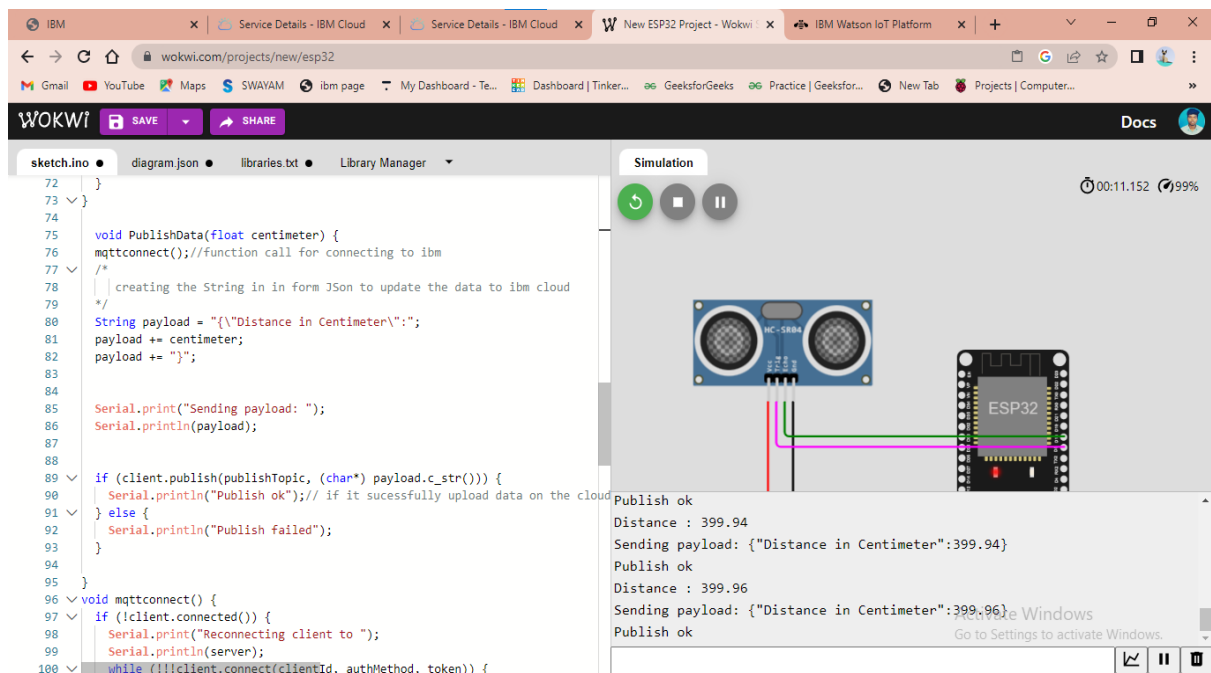 IBM
Service Details - IBM Cloud
Service Details - IBM Cloud
New ESP32 Project - Wokwi
IBM Watson IoT Platform
wokwi.com/projects/new/esp32
Gmail
YouTube
Maps
SWAYAM
ibm page
My Dashboard - Te...
Dashboard | Tinker...
GeeksforGeeks
Practice | Geeksfor...
New Tab
Projects | Computer...
»
WOKWI
SAVE
SHARE
Docs
sketch.ino
diagram.json
libraries.txt
Library Manager
Simulation
00:11.152
99%
72 }
73 }
74
75 void PublishData(float centimeter) {
76 mqttconnect();//function call for connecting to ibm
77 /*
78 creating the String in in form JSon to update the data to ibm cloud
79 */
80 String payload = "{\"Distance in Centimeter\":";
81 payload += centimeter;
82 payload += "}";
83
84
85 Serial.print("Sending payload: ");
86 Serial.println(payload);
87
88
89 if (client.publish(publishTopic, (char*) payload.c_str())) {
90 Serial.println("Publish ok");// if it sucessfully upload data on the cloud
91 } else {
92 Serial.println("Publish failed");
93 }
94
95 }
96 void mqttconnect() {
97 if (!client.connected()) {
98 Serial.print("Reconnecting client to ");
99 Serial.println(server);
100 while (!!!client.connect(clientId, authMethod, token)) {
HC-SR04
Vcc
Trig
Echo
Gnd
ESP32
Publish ok
Distance : 399.94
Sending payload: {"Distance in Centimeter":399.94}
Publish ok
Distance : 399.96
Sending payload: {"Distance in Centimeter":399.96}
Publish ok
Activate Windows
Go to Settings to activate Windows.